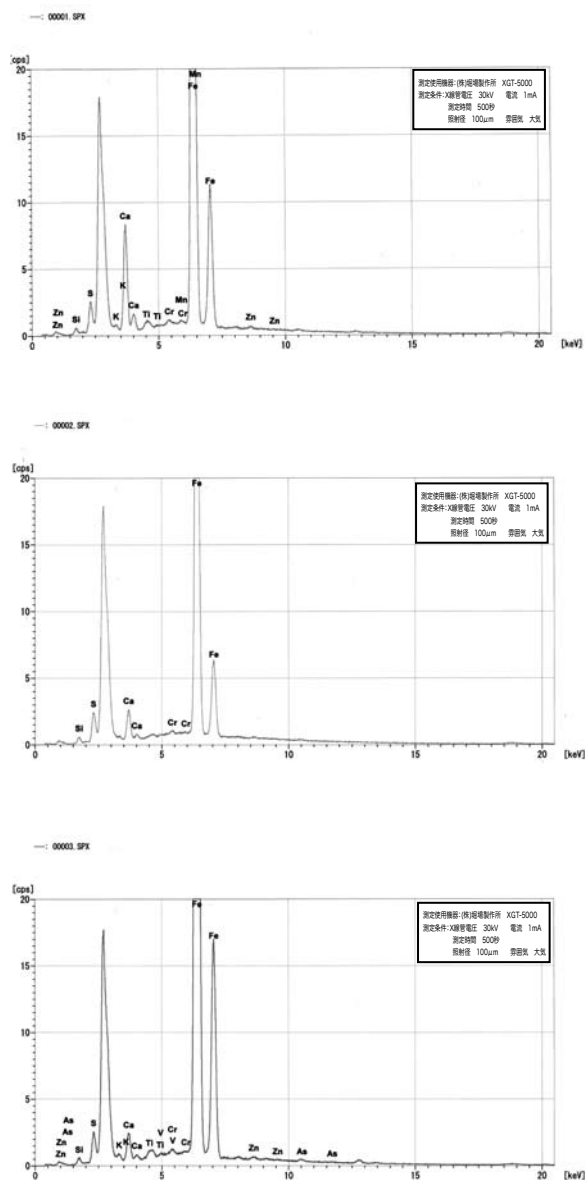 —: 00001.SPX
[cps]
20
15
10
5
0
Mn
Fe
Fe
Ca
K
S
Zn
Zn
Si
K
Ca
Ti
Ti
Cr
Mn
Cr
Zn
Zn
測定使用機器:(株)堀場製作所 XGT-5000
測定条件:X線管電圧 30kV 電流 1mA
測定時間 500秒
照射径 100μm 雰囲気 大気
0 5 10 15 20
[keV]
—: 00002.SPX
[cps]
20
15
10
5
0
Fe
Fe
S
Si
Ca
Ca
Cr
Cr
測定使用機器:(株)堀場製作所 XGT-5000
測定条件:X線管電圧 30kV 電流 1mA
測定時間 500秒
照射径 100μm 雰囲気 大気
0 5 10 15 20
[keV]
—: 00003.SPX
[cps]
20
15
10
5
0
Fe
Fe
As
As
Zn
Zn
Si
S
K
Ca
K
Ca
Ti
V
Ti
Cr
V
Cr
Zn
Zn
As
As
測定使用機器:(株)堀場製作所 XGT-5000
測定条件:X線管電圧 30kV 電流 1mA
測定時間 500秒
照射径 100μm 雰囲気 大気
0 5 10 15 20
[keV]